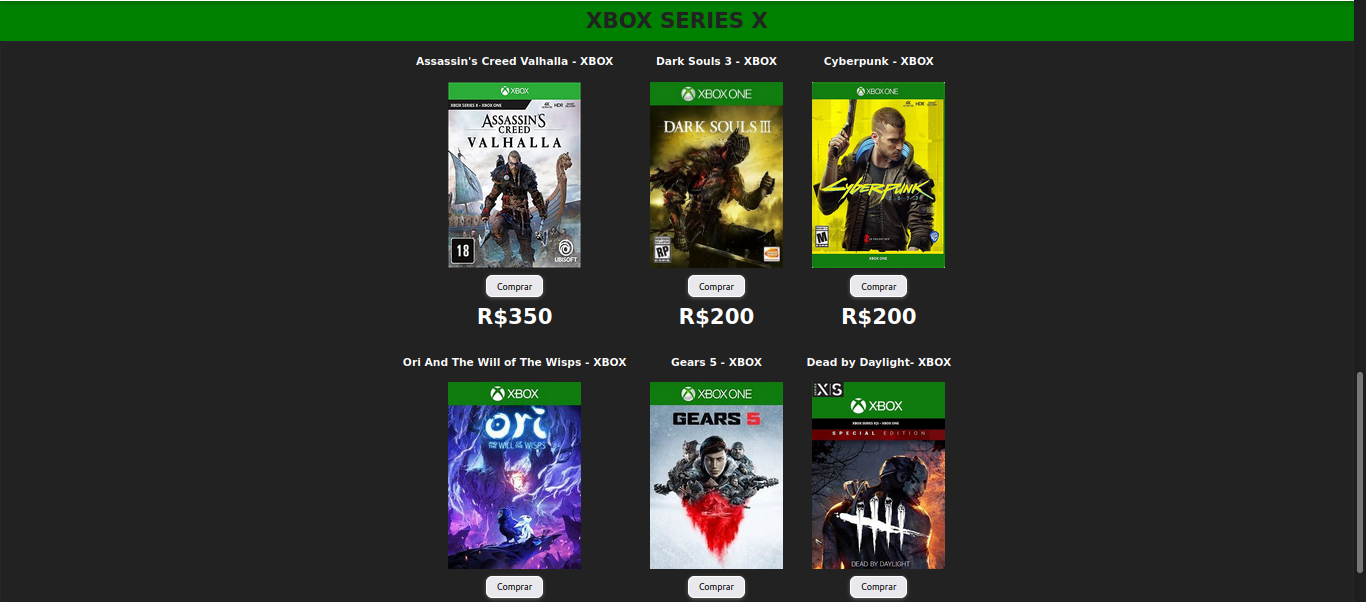 XBOX SERIES X
Assassin's Creed Valhalla - XBOX
Dark Souls 3 - XBOX
Cyberpunk - XBOX
XBOX
XBOX SERIES X • XBOX ONE
4K HDR
ASSASSIN'S
CREED
VALHALLA
18
UBISOFT
XBOX ONE
DARK SOULS III
RP
XBOX ONE
4K HDR
CYBERPUNK
M
XBOX ONE
Comprar
Comprar
Comprar
R$350
R$200
R$200
Ori And The Will of The Wisps - XBOX
Gears 5 - XBOX
Dead by Daylight- XBOX
XBOX
ori
AND THE WILL OF THE WISPS
XBOX ONE
GEARS 5
X|S
XBOX
XBOX SERIES X|S • XBOX ONE
SPECIAL EDITION
DEAD BY DAYLIGHT
Comprar
Comprar
Comprar